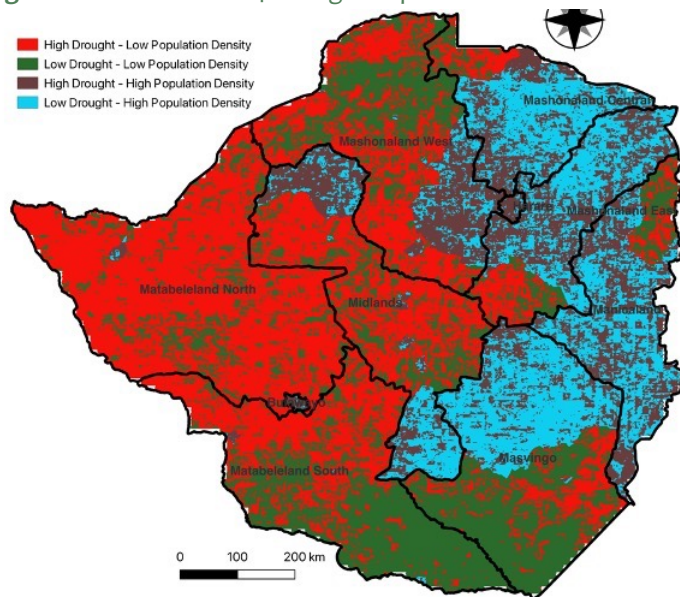 High Drought - Low Population Density
Low Drought - Low Population Density
High Drought - High Population Density
Low Drought - High Population Density
Mashonaland Central
Mashonaland West
Harare
Mashonaland East
Matabeleland North
Midlands
Manicaland
Bulawayo
Matabeleland South
Masvingo
0 100 200 km